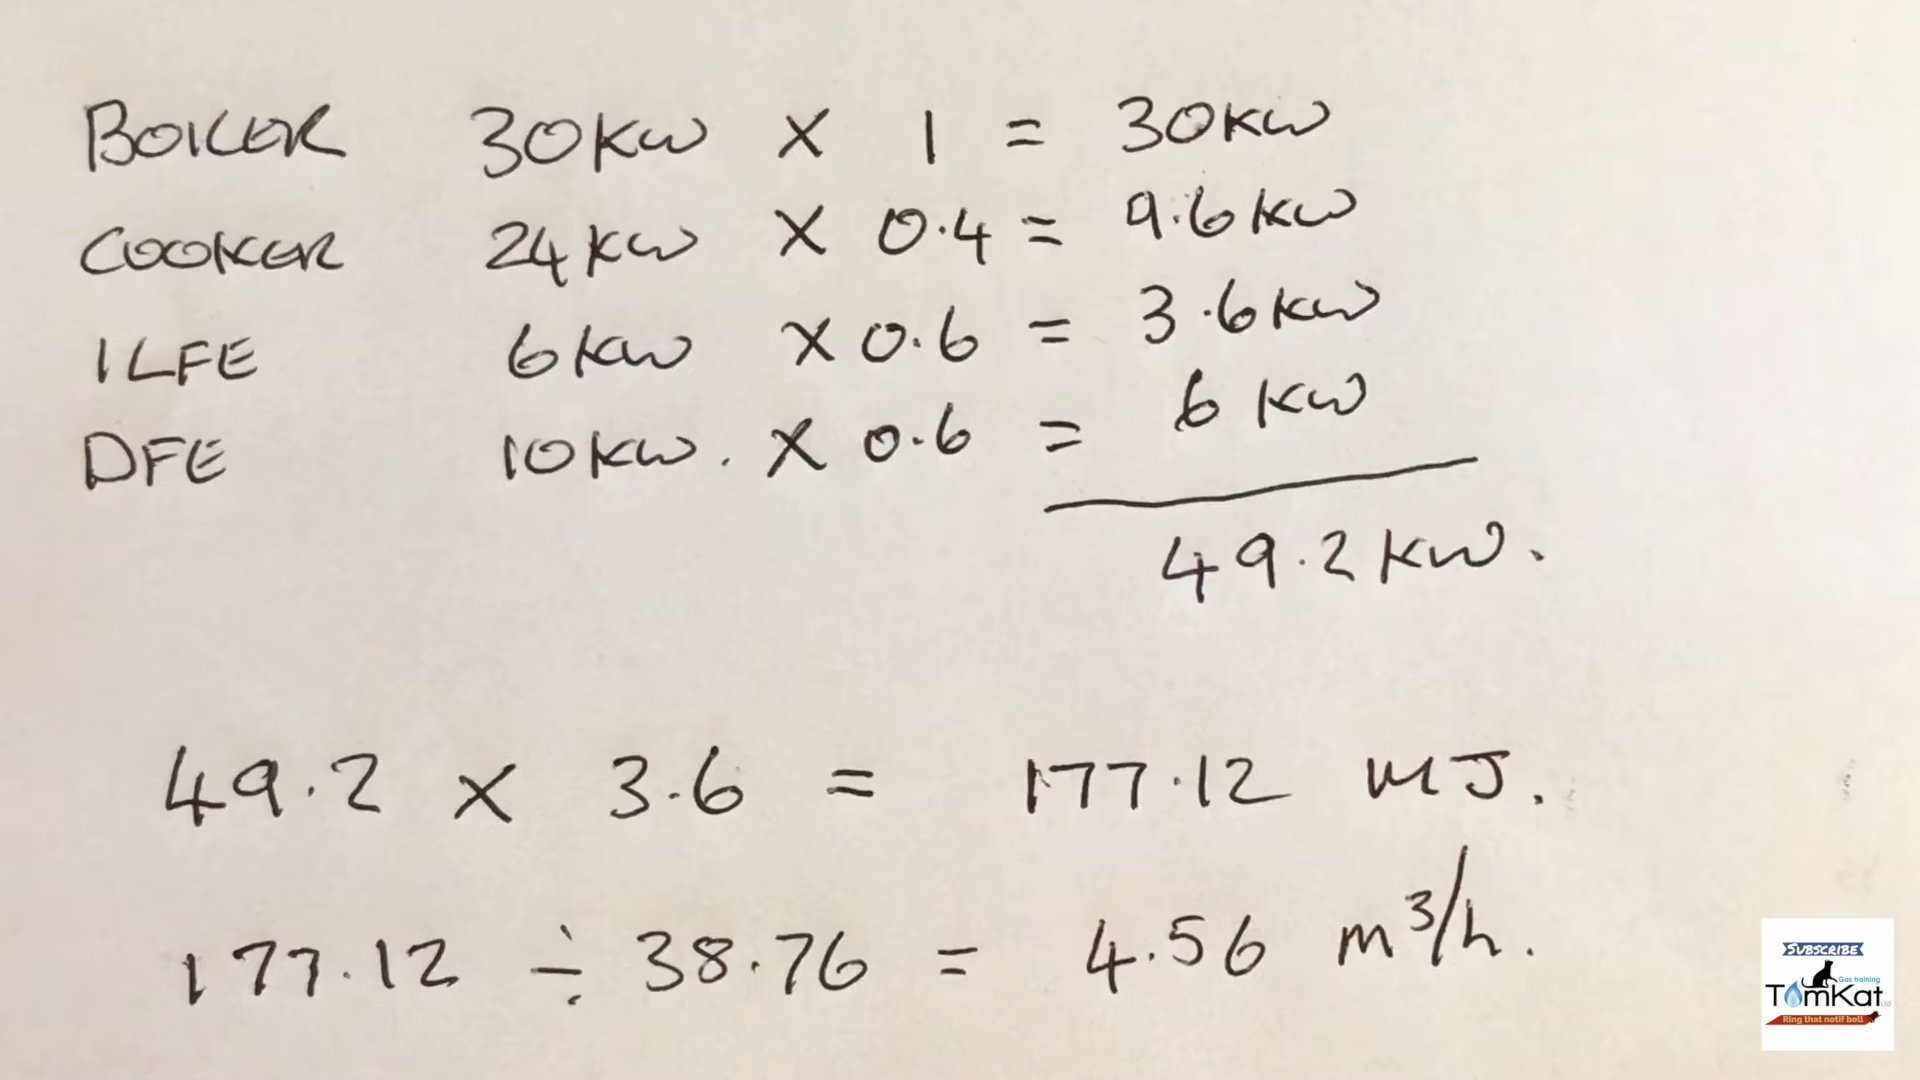 BOILER 30KW X 1 = 30KW
COOKER 24KW X 0.4 = 9.6KW
ILFE 6KW X 0.6 = 3.6KW
DFE 10KW. X 0.6 = 6 KW
49.2KW.
49.2 X 3.6 = 177.12 MJ.
177.12 ÷ 38.76 = 4.56 m³/h.
SUBSCRIBE
Gas training
TomKat Ltd
Ring that notif bell